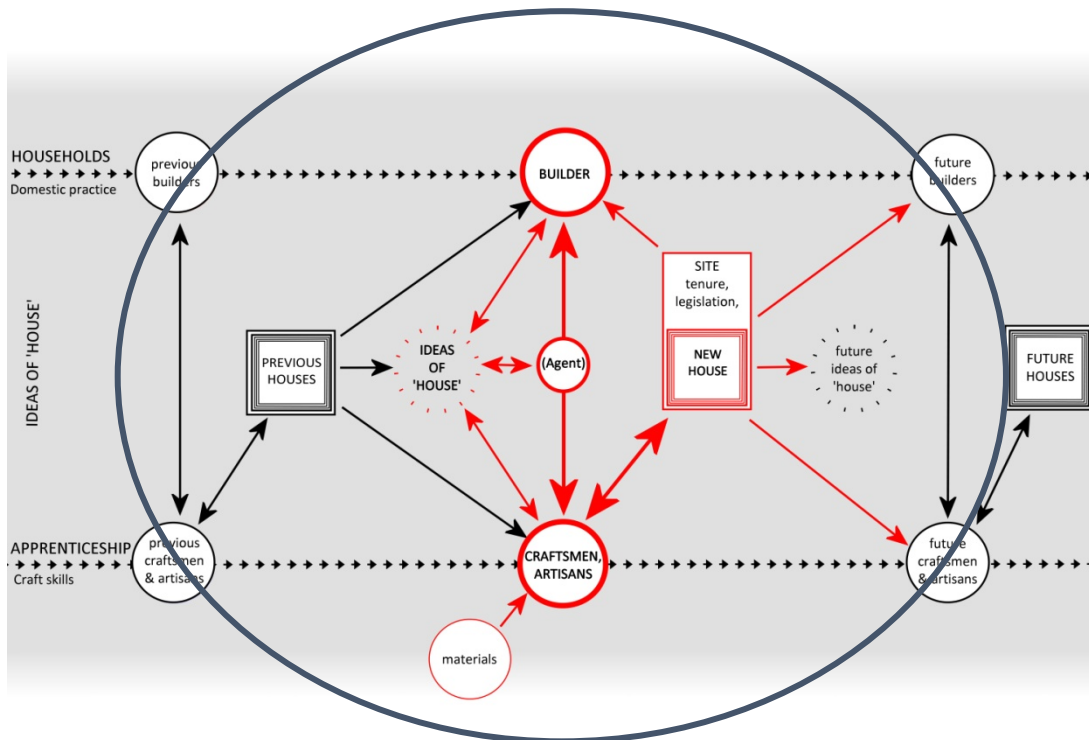 HOUSEHOLDS
Domestic practice
previous
builders
BUILDER
future
builders
IDEAS OF 'HOUSE'
PREVIOUS
HOUSES
IDEAS
OF
'HOUSE'
(Agent)
SITE
tenure,
legislation,
NEW
HOUSE
future
ideas of
'house'
FUTURE
HOUSES
APPRENTICESHIP
Craft skills
previous
craftsmen
& artisans
CRAFTSMEN,
ARTISANS
future
craftsmen
& artisans
materials